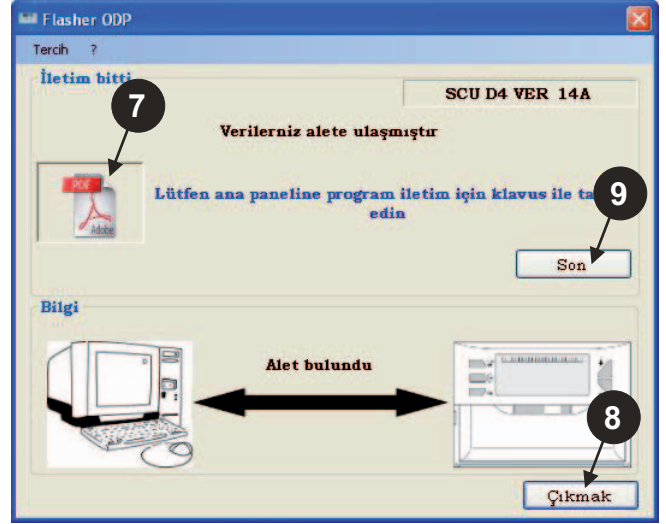 Flasher ODP
Tercih ?
İletim bitti
SCU D4 VER 14A
7
Verilerniz alete ulaşmıştır
PDF
Adobe
Lütfen ana paneline program iletim için klavus ile
edin
9
Son
Bilgi
Alet bulundu
8
Çıkmak